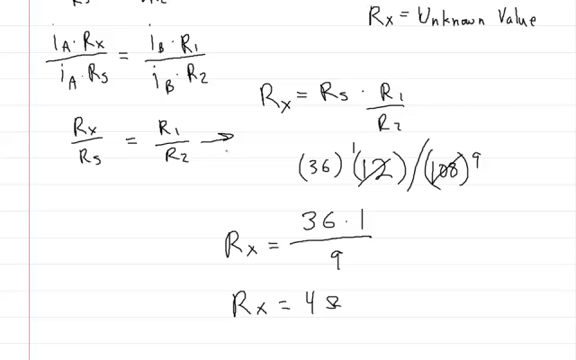 Rx = Unknown Value
iA · Rx / iA · Rs = iB · R1 / iB · R2
Rx = Rs · R1 / R2
Rx / Rs = R1 / R2 →
(36) 1 (12) / (108) 9
Rx = 36 · 1 / 9
Rx = 4